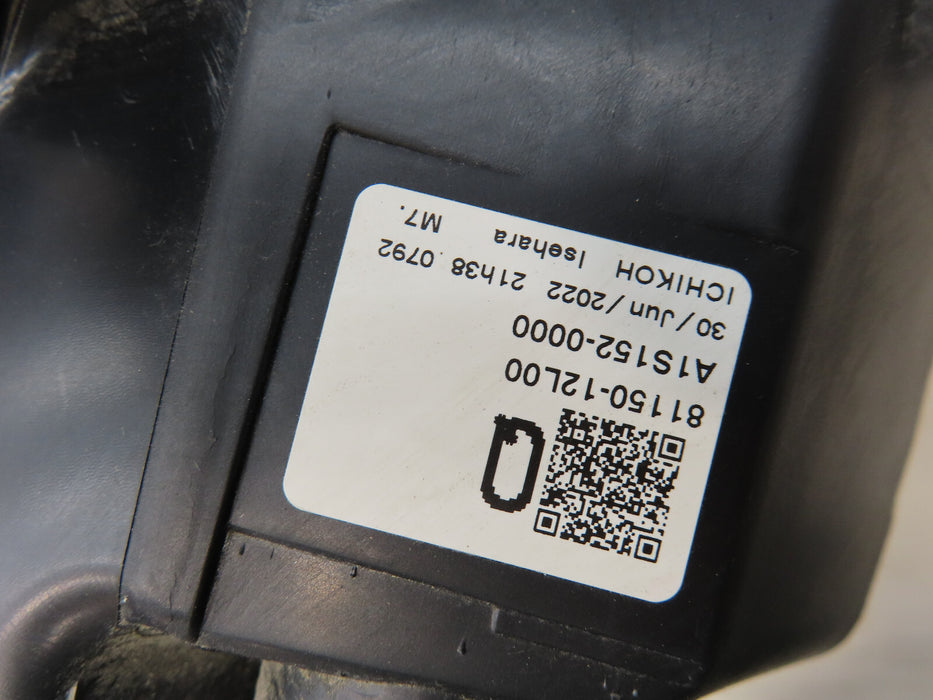 Q
81150-12L00
A1S152-0000
30/Jun/2022 21h38.0792
ICHIKOH Isehara M7.